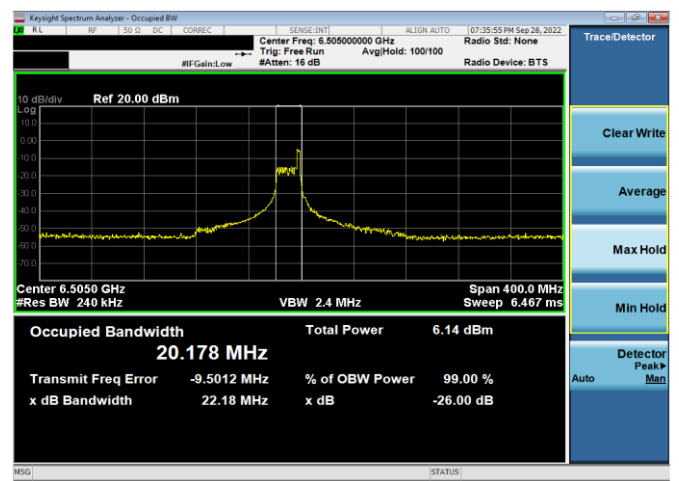 Keysight Spectrum Analyzer - Occupied BW
LXI RL RF 50 Ω DC CORREC SENSE:INT ALIGN AUTO 07:35:55 PM Sep 28, 2022
Center Freq: 6.505000000 GHz Radio Std: None
Trig: Free Run Avg|Hold: 100/100
#IFGain:Low #Atten: 16 dB Radio Device: BTS
Trace/Detector
10 dB/div Ref 20.00 dBm
Log
10.0
0.00
-10.0
-20.0
-30.0
-40.0
-50.0
-60.0
-70.0
Center 6.5050 GHz Span 400.0 MHz
#Res BW 240 kHz VBW 2.4 MHz Sweep 6.467 ms
Occupied Bandwidth Total Power 6.14 dBm
20.178 MHz
Transmit Freq Error -9.5012 MHz % of OBW Power 99.00 %
x dB Bandwidth 22.18 MHz x dB -26.00 dB
Clear Write
Average
Max Hold
Min Hold
Detector
Peak▶
Auto Man
MSG STATUS